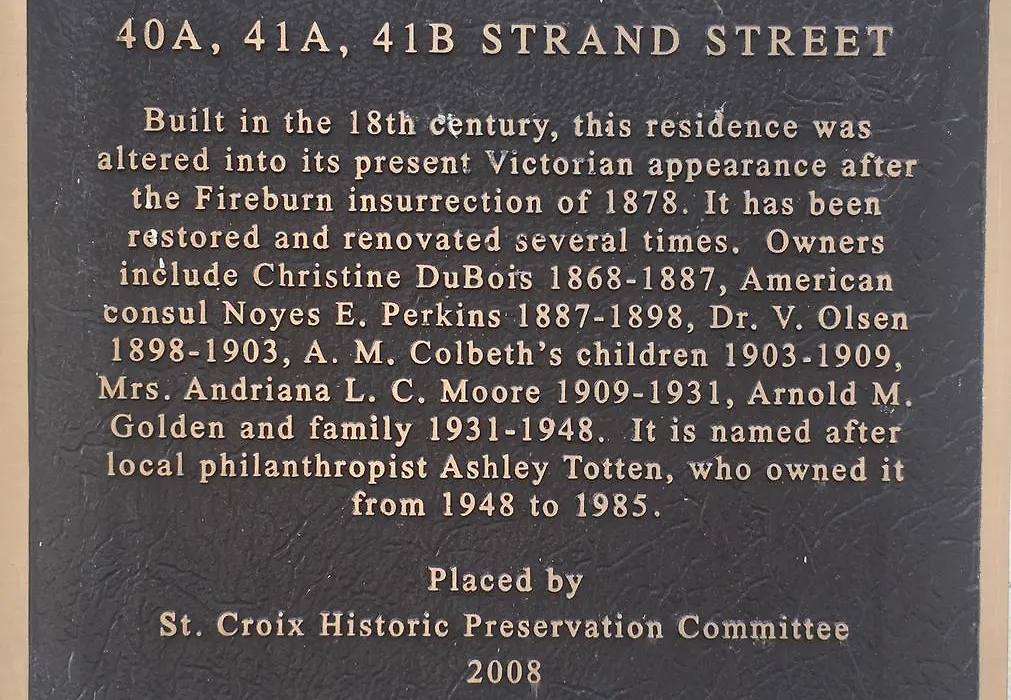 40A, 41A, 41B STRAND STREET
Built in the 18th century, this residence was
altered into its present Victorian appearance after
the Fireburn insurrection of 1878. It has been
restored and renovated several times. Owners
include Christine DuBois 1868-1887, American
consul Noyes E. Perkins 1887-1898, Dr. V. Olsen
1898-1903, A. M. Colbeth's children 1903-1909,
Mrs. Andriana L. C. Moore 1909-1931, Arnold M.
Golden and family 1931-1948. It is named after
local philanthropist Ashley Totten, who owned it
from 1948 to 1985.
Placed by
St. Croix Historic Preservation Committee
2008